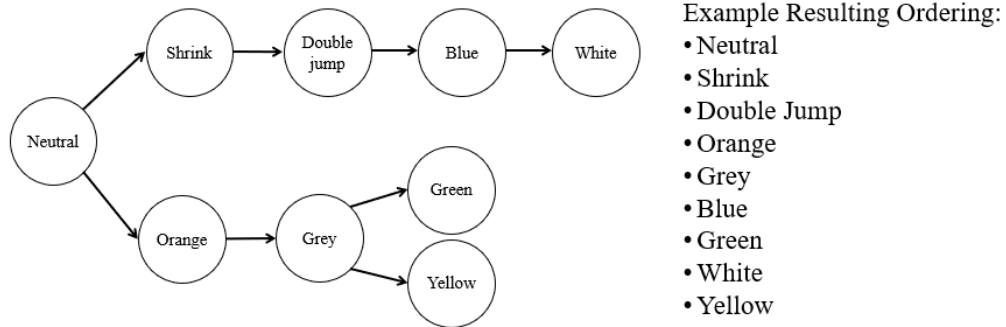 Neutral
Shrink
Double
jump
Blue
White
Orange
Grey
Green
Yellow
Example Resulting Ordering:
• Neutral
• Shrink
• Double Jump
• Orange
• Grey
• Blue
• Green
• White
• Yellow